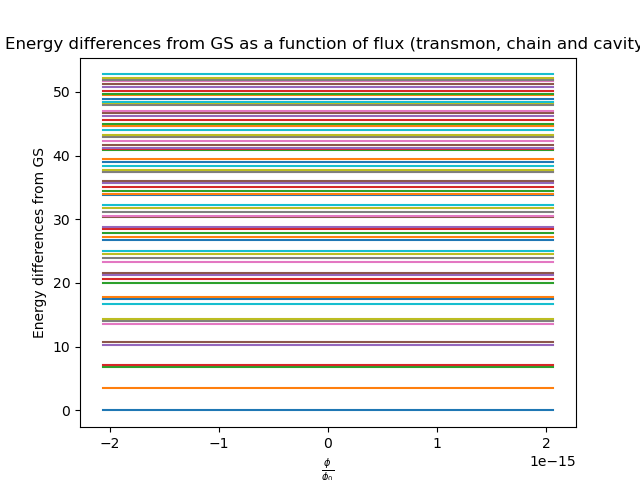 Energy differences from GS as a function of flux (transmon, chain and cavity
Energy differences from GS
50
40
30
20
10
0
−2
−1
0
1
2
1e−15
ϕ
ϕ₀